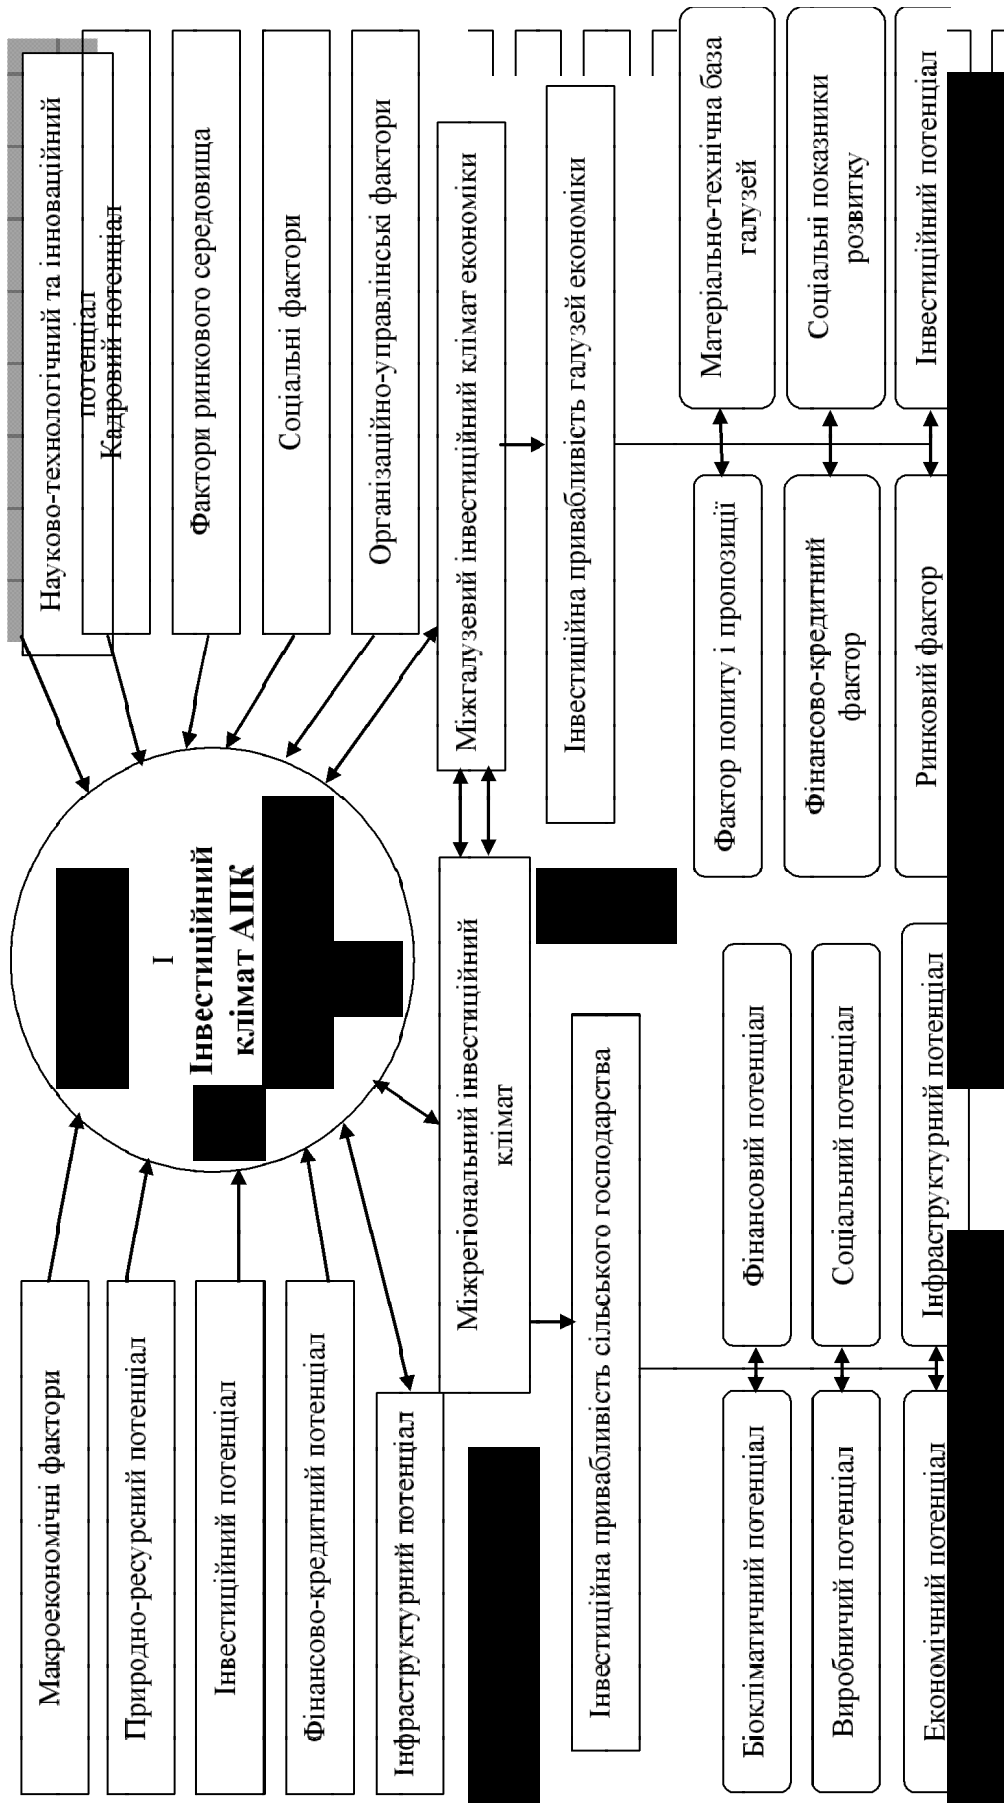 Макроекономічні фактори
Природно-ресурсний потенціал
Інвестиційний потенціал
Фінансово-кредитний потенціал
Інфраструктурний потенціал
І
Інвестиційний
клімат АПК
Науково-технологічний та інноваційний
потенціал
Кадровий потенціал
Фактори ринкового середовища
Соціальні фактори
Організаційно-управлінські фактори
Міжрегіональний інвестиційний
клімат
Міжгалузевий інвестиційний клімат економіки
Інвестиційна привабливість сільського господарства
Інвестиційна привабливість галузей економіки
Біокліматичний потенціал
Фінансовий потенціал
Виробничий потенціал
Соціальний потенціал
Економічний потенціал
Інфраструктурний потенціал
Фактор попиту і пропозиції
Матеріально-технічна база
галузей
Фінансово-кредитний
фактор
Соціальні показники
розвитку
Ринковий фактор
Інвестиційний потенціал